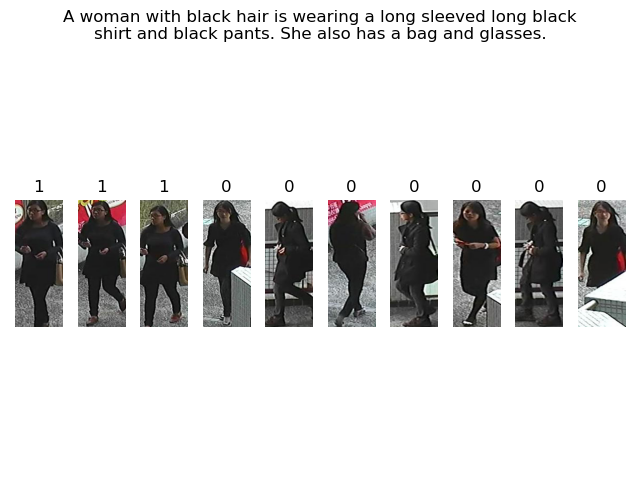 A woman with black hair is wearing a long sleeved long black
shirt and black pants. She also has a bag and glasses.
1 1 1 0 0 0 0 0 0 0